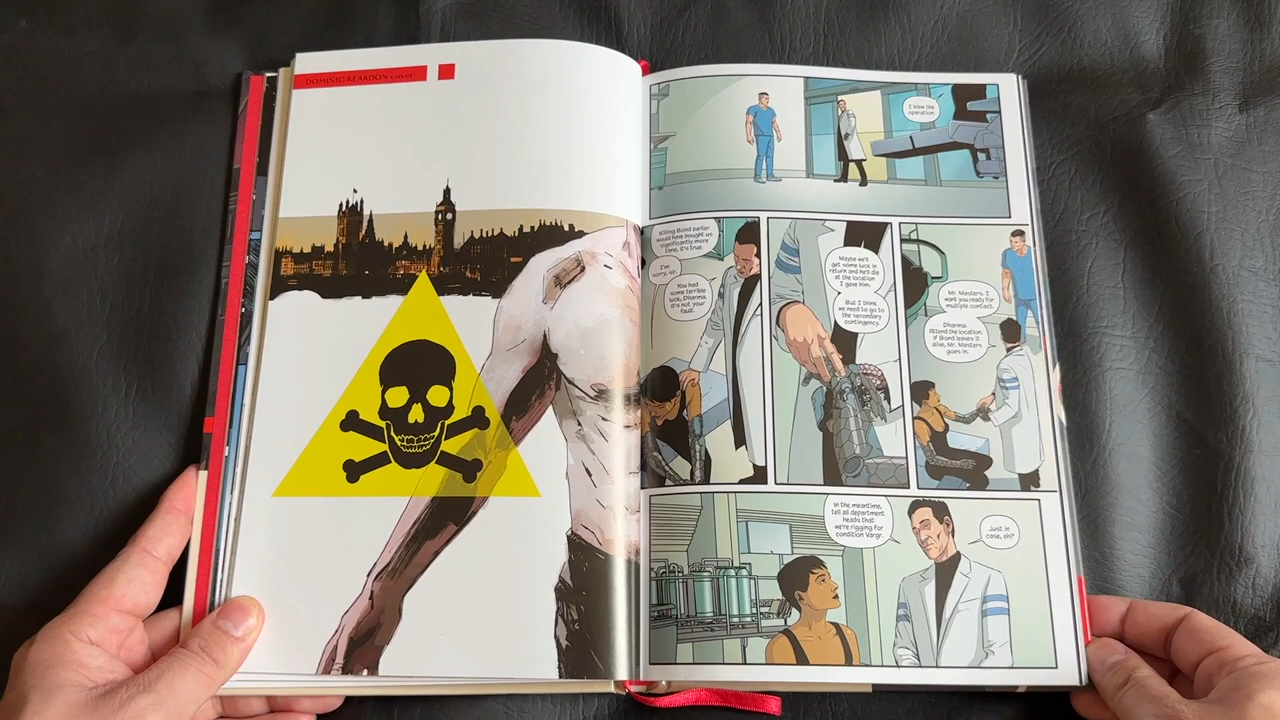 DOMINIC REARDON cover
I blew the
operation.
Killing Bond earlier
would have bought us
significantly more
time, it's true.
I'm
sorry, sir.
You had
some terrible
luck, Dharma.
It's not your
fault.
Maybe we'll
get some luck in
return and he'll die
at the location
I gave him.
But I think
we need to go to
the secondary
contingency.
Mr. Masters. I
want you ready for
multiple contact.
Dharma.
Attend the location.
If Bond leaves it
alive, Mr. Masters
goes in.
In the meantime,
tell all department
heads that
we're rigging for
condition Vargr.
Just in
case, eh?